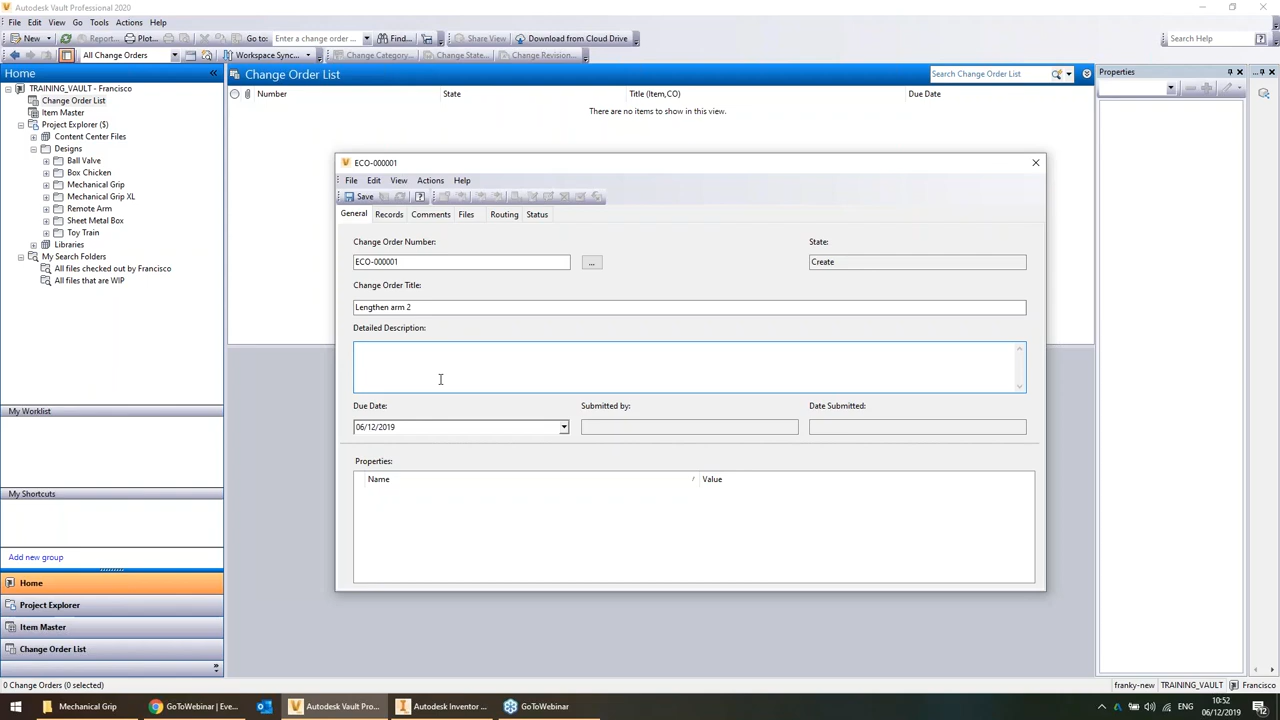 Autodesk Vault Professional 2020
File Edit View Go Tools Actions Help
New Report... Plot... Go to: Enter a change order Find... Share View Download from Cloud Drive Search Help
All Change Orders Workspace Sync... Change Category... Change State... Change Revision...
Home
TRAINING_VAULT - Francisco
Change Order List
Item Master
Project Explorer ($)
Content Center Files
Designs
Ball Valve
Box Chicken
Mechanical Grip
Mechanical Grip XL
Remote Arm
Sheet Metal Box
Toy Train
Libraries
My Search Folders
All files checked out by Francisco
All files that are WIP
My Worklist
My Shortcuts
Add new group
Home
Project Explorer
Item Master
Change Order List
Change Order List
Search Change Order List
Number State Title (Item,CO) Due Date
There are no items to show in this view.
Properties
...
ECO-000001
File Edit View Actions Help
Save
General Records Comments Files Routing Status
Change Order Number: State:
ECO-000001 ... Create
Change Order Title:
Lengthen arm 2
Detailed Description:
Due Date: Submitted by: Date Submitted:
06/12/2019
Properties:
Name Value
0 Change Orders (0 selected) franky-new TRAINING_VAULT Francisco
Mechanical Grip GoToWebinar | Eve... Autodesk Vault Pro... Autodesk Inventor ... GoToWebinar
10:52
06/12/2019
12